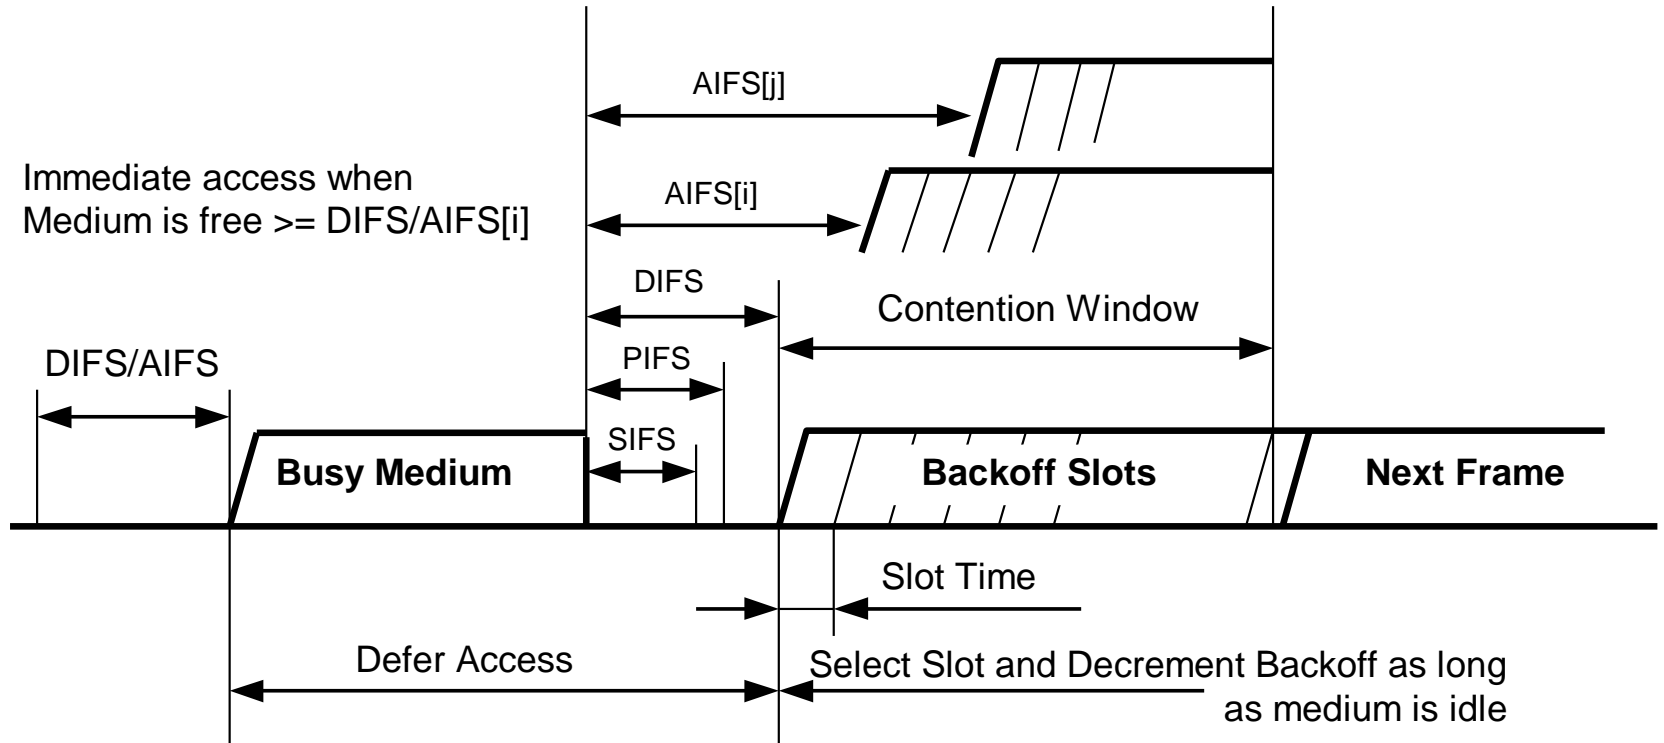 AIFS[j]
Immediate access when
Medium is free >= DIFS/AIFS[i]
AIFS[i]
DIFS
Contention Window
DIFS/AIFS
PIFS
SIFS
Busy Medium
Backoff Slots
Next Frame
Slot Time
Defer Access
Select Slot and Decrement Backoff as long
as medium is idle